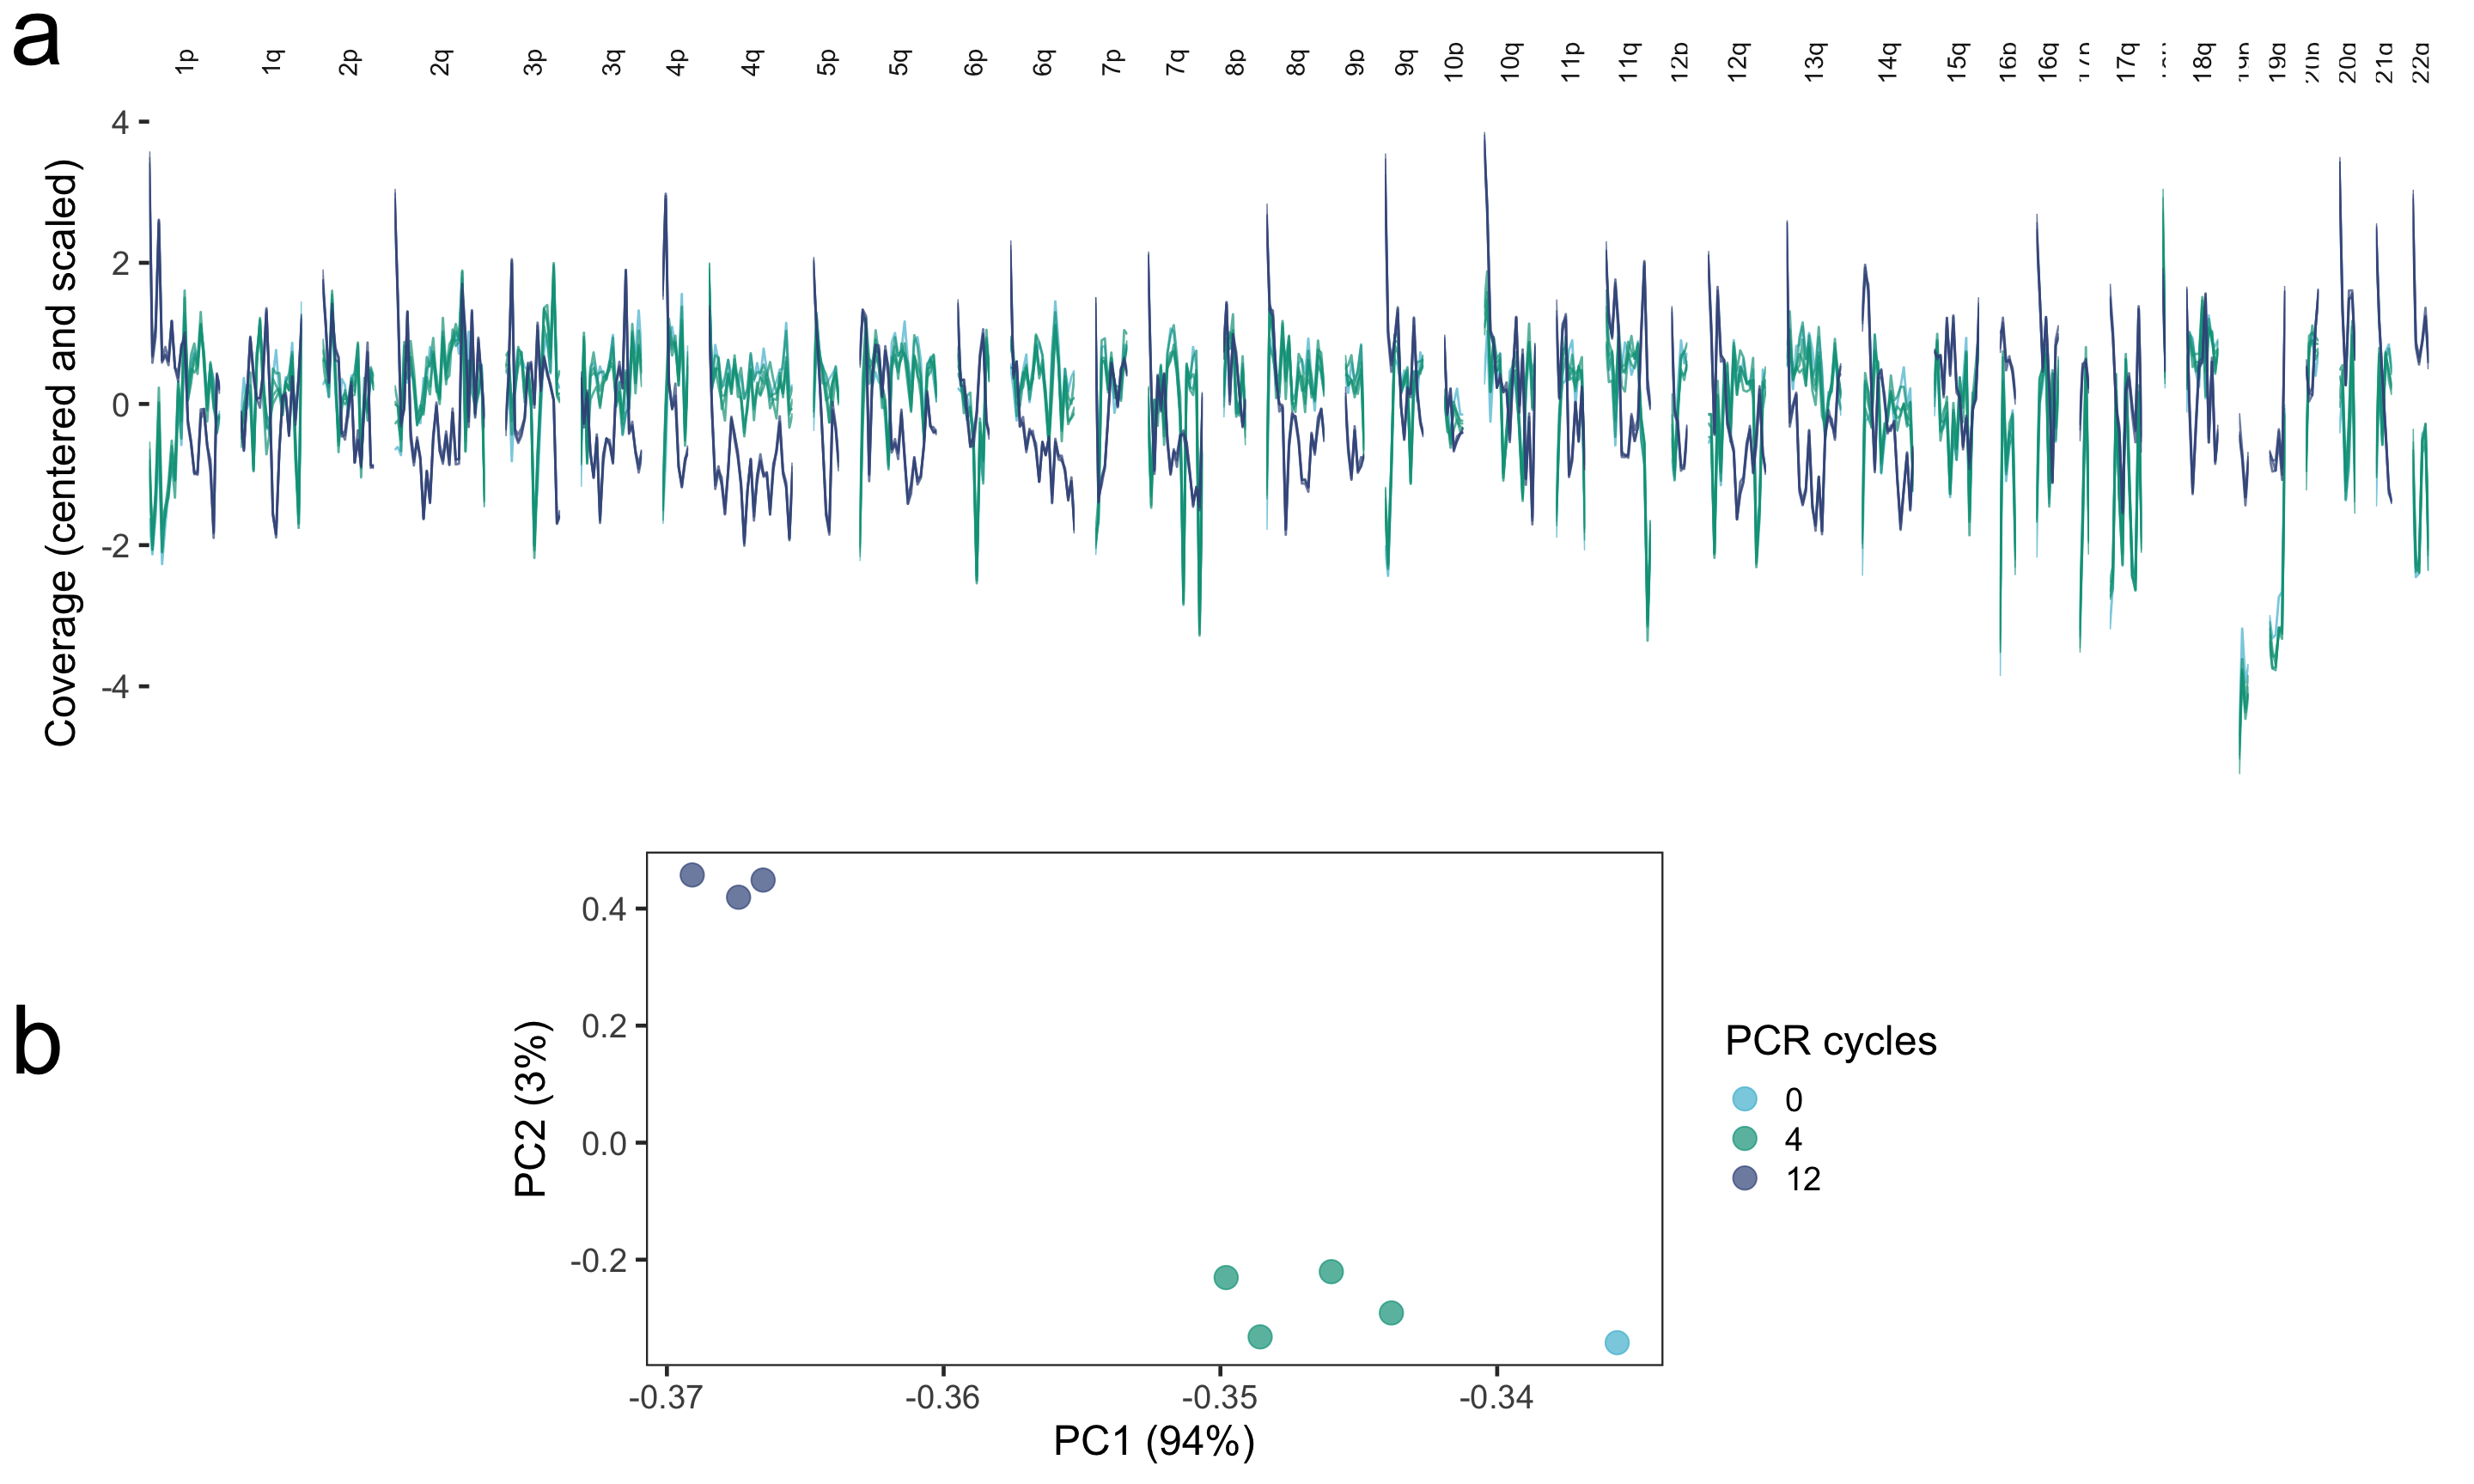 a
1p 1q 2p 2q 3p 3q 4p 4q 5p 5q 6p 6q 7p 7q 8p 8q 9p 9q 10p 10q 11p 11q 12p 12q 13q 14q 15q 16p 16q 17p 17q 18q 19p 19q 20p 20q 21q 22q
Coverage (centered and scaled)
4
2
0
-2
-4
b
PC2 (3%)
0.4
0.2
0.0
-0.2
-0.37 -0.36 -0.35 -0.34
PC1 (94%)
PCR cycles
0
4
12